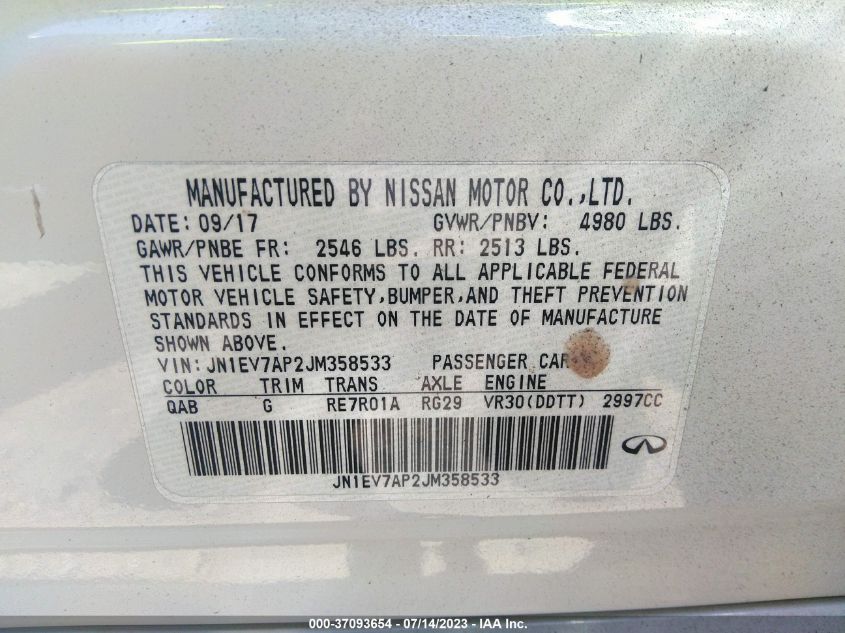 MANUFACTURED BY NISSAN MOTOR CO.,LTD.
DATE: 09/17 GVWR/PNBV: 4980 LBS.
GAWR/PNBE FR: 2546 LBS. RR: 2513 LBS.
THIS VEHICLE CONFORMS TO ALL APPLICABLE FEDERAL
MOTOR VEHICLE SAFETY,BUMPER,AND THEFT PREVENTION
STANDARDS IN EFFECT ON THE DATE OF MANUFACTURE
SHOWN ABOVE.
VIN: JN1EV7AP2JM358533 PASSENGER CAR
COLOR TRIM TRANS AXLE ENGINE
QAB G RE7R01A RG29 VR30(DDTT) 2997CC
JN1EV7AP2JM358533
000-37093654 / 07/14/2023 - IAA Inc.